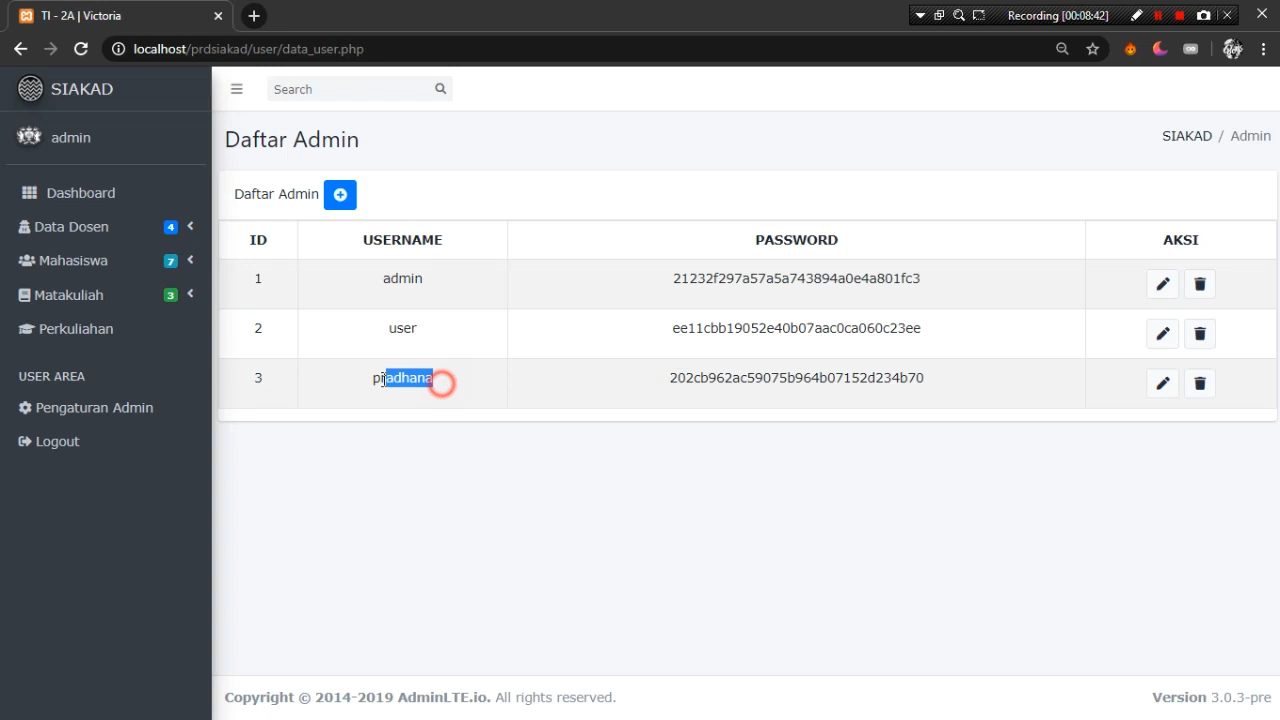 TI - 2A | Victoria
Recording [00:08:42]
localhost/prdsiakad/user/data_user.php
SIAKAD
Search
admin
Daftar Admin
SIAKAD / Admin
Dashboard
Data Dosen 4
Mahasiswa 7
Matakuliah 3
Perkuliahan
USER AREA
Pengaturan Admin
Logout
Daftar Admin
ID USERNAME PASSWORD AKSI
1 admin 21232f297a57a5a743894a0e4a801fc3
2 user ee11cbb19052e40b07aac0ca060c23ee
3 pradhana 202cb962ac59075b964b07152d234b70
Copyright © 2014-2019 AdminLTE.io. All rights reserved.
Version 3.0.3-pre